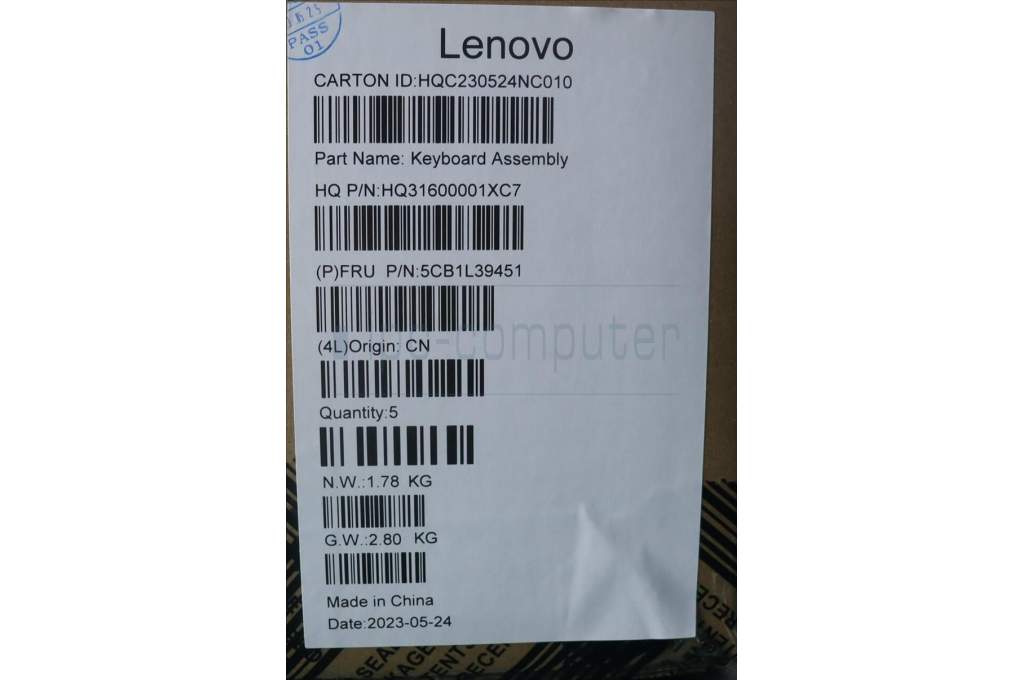 PASS
01
Lenovo
CARTON ID:HQC230524NC010
Part Name: Keyboard Assembly
HQ P/N:HQ31600001XC7
(P)FRU P/N:5CB1L39451
-computer
(4L)Origin: CN
Quantity:5
N.W.:1.78 KG
G.W.:2.80 KG
Made in China
Date:2023-05-24